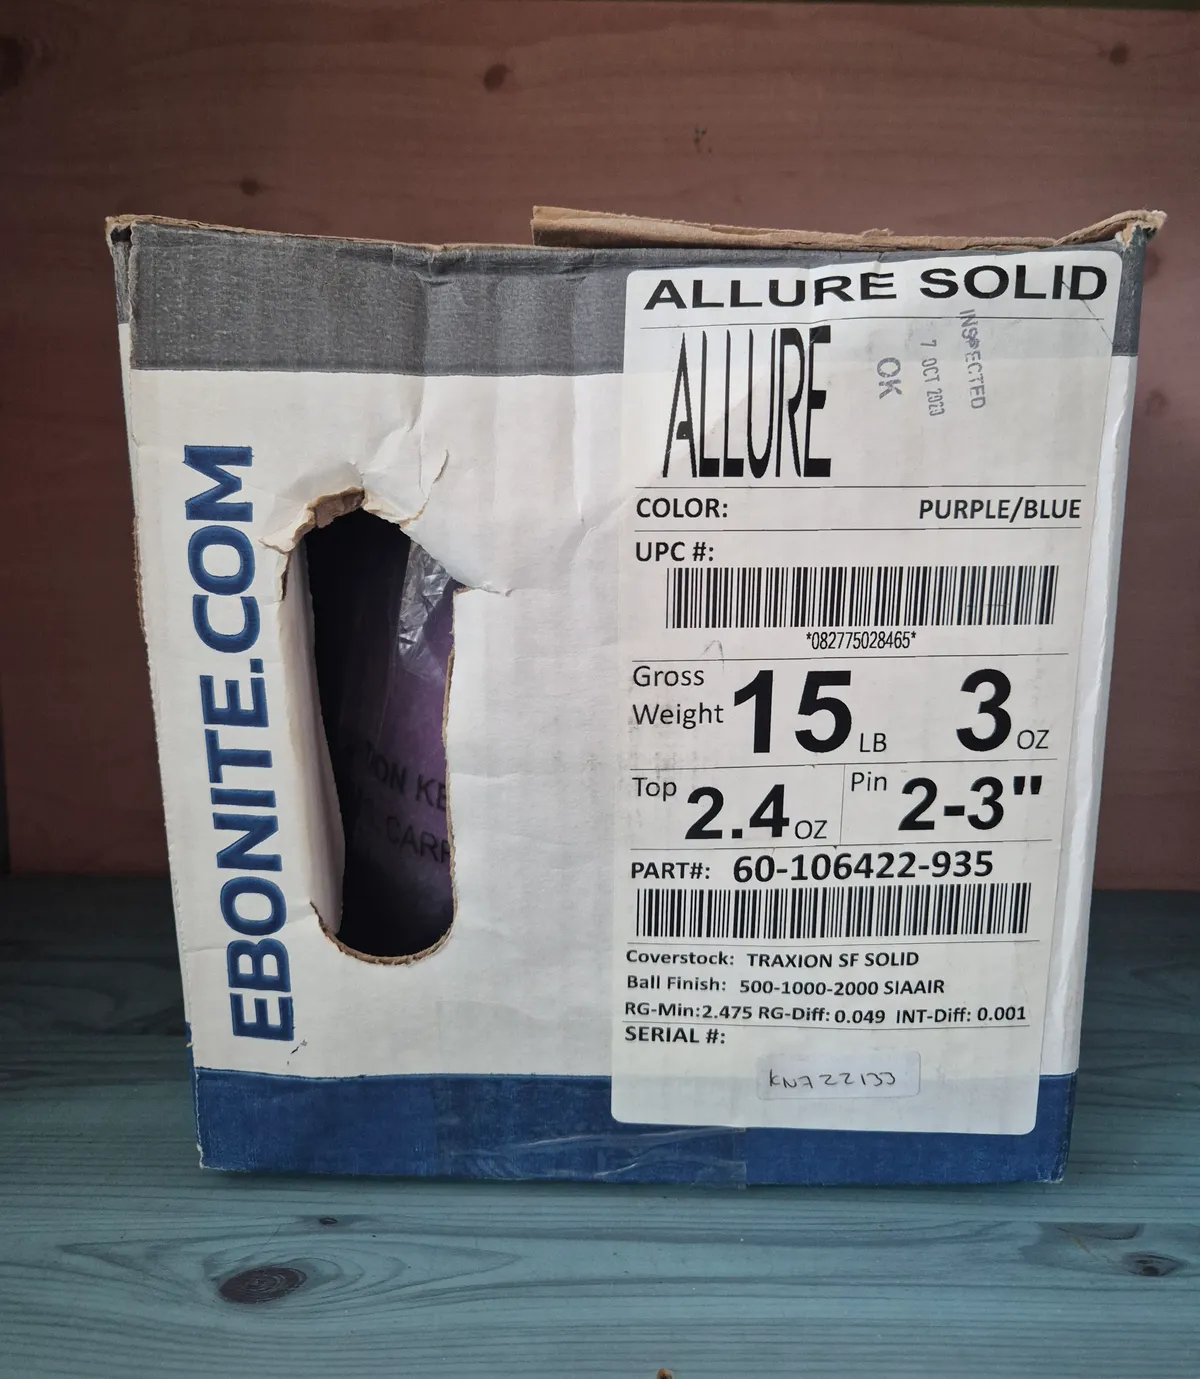 EBONITE.COM
ALLURE SOLID
ALLURE
OK
7 OCT 2023
INSPECTED
COLOR: PURPLE/BLUE
UPC #:
*082775028465*
Gross Weight 15 LB 3 OZ
Top 2.4 OZ Pin 2-3"
PART#: 60-106422-935
Coverstock: TRAXION SF SOLID
Ball Finish: 500-1000-2000 SIAAIR
RG-Min:2.475 RG-Diff: 0.049 INT-Diff: 0.001
SERIAL #:
KN722133